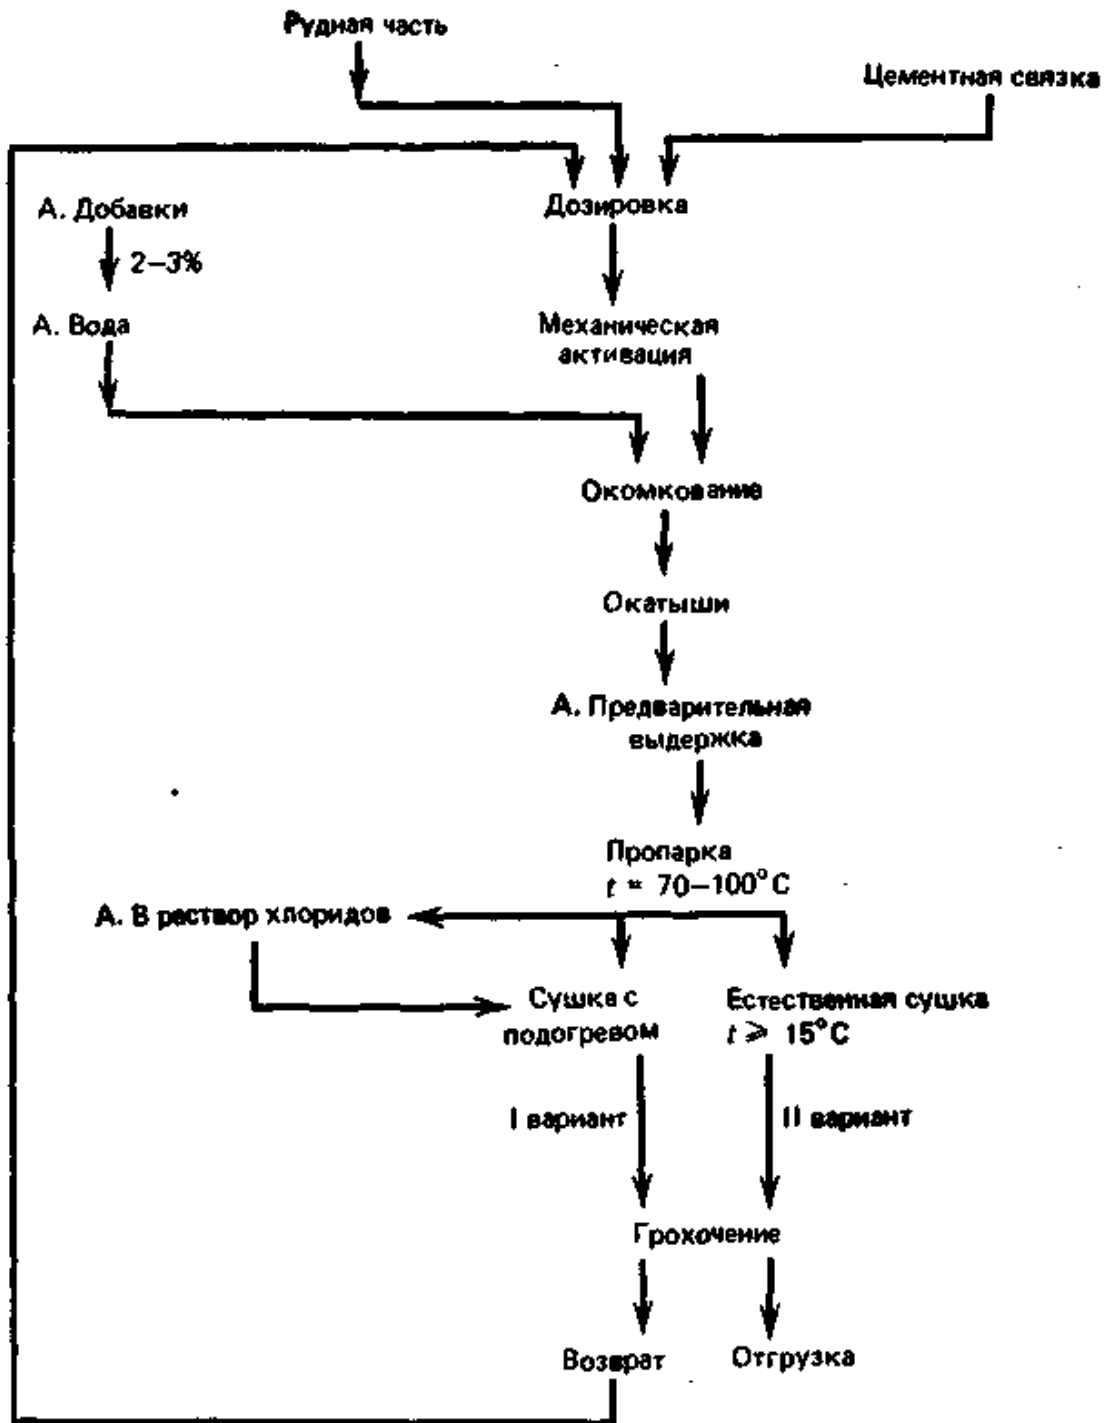 Рудная часть
Цементная связка
А. Добавки
Дозировка
2–3%
А. Вода
Механическая
активация
Окомкование
Окатыши
А. Предварительная
выдержка
Пропарка
t = 70–100°С
А. В раствор хлоридов
Сушка с
подогревом
Естественная сушка
t ⩾ 15°С
I вариант
II вариант
Грохочение
Возврат
Отгрузка